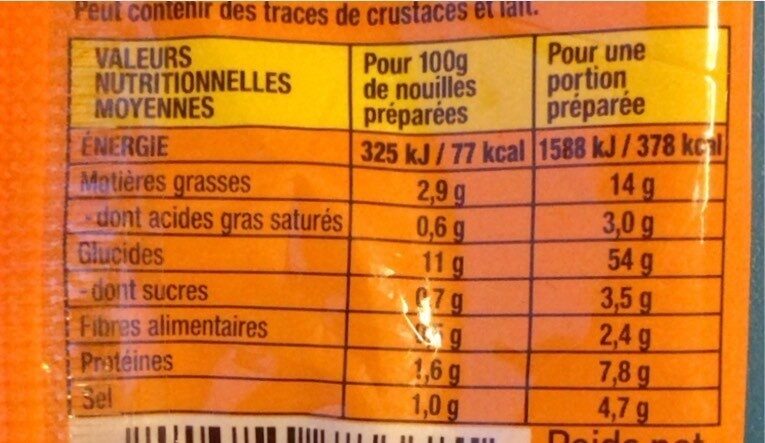 Peut contenir des traces de crustacés et lait.
VALEURS NUTRITIONNELLES MOYENNES Pour 100g de nouilles préparées Pour une portion préparée
ÉNERGIE 325 kJ / 77 kcal 1588 kJ / 378 kcal
Matières grasses 2,9 g 14 g
- dont acides gras saturés 0,6 g 3,0 g
Glucides 11 g 54 g
- dont sucres 0,7 g 3,5 g
Fibres alimentaires g 2,4 g
Protéines 1,6 g 7,8 g
Sel 1,0 g 4,7 g
Poids net